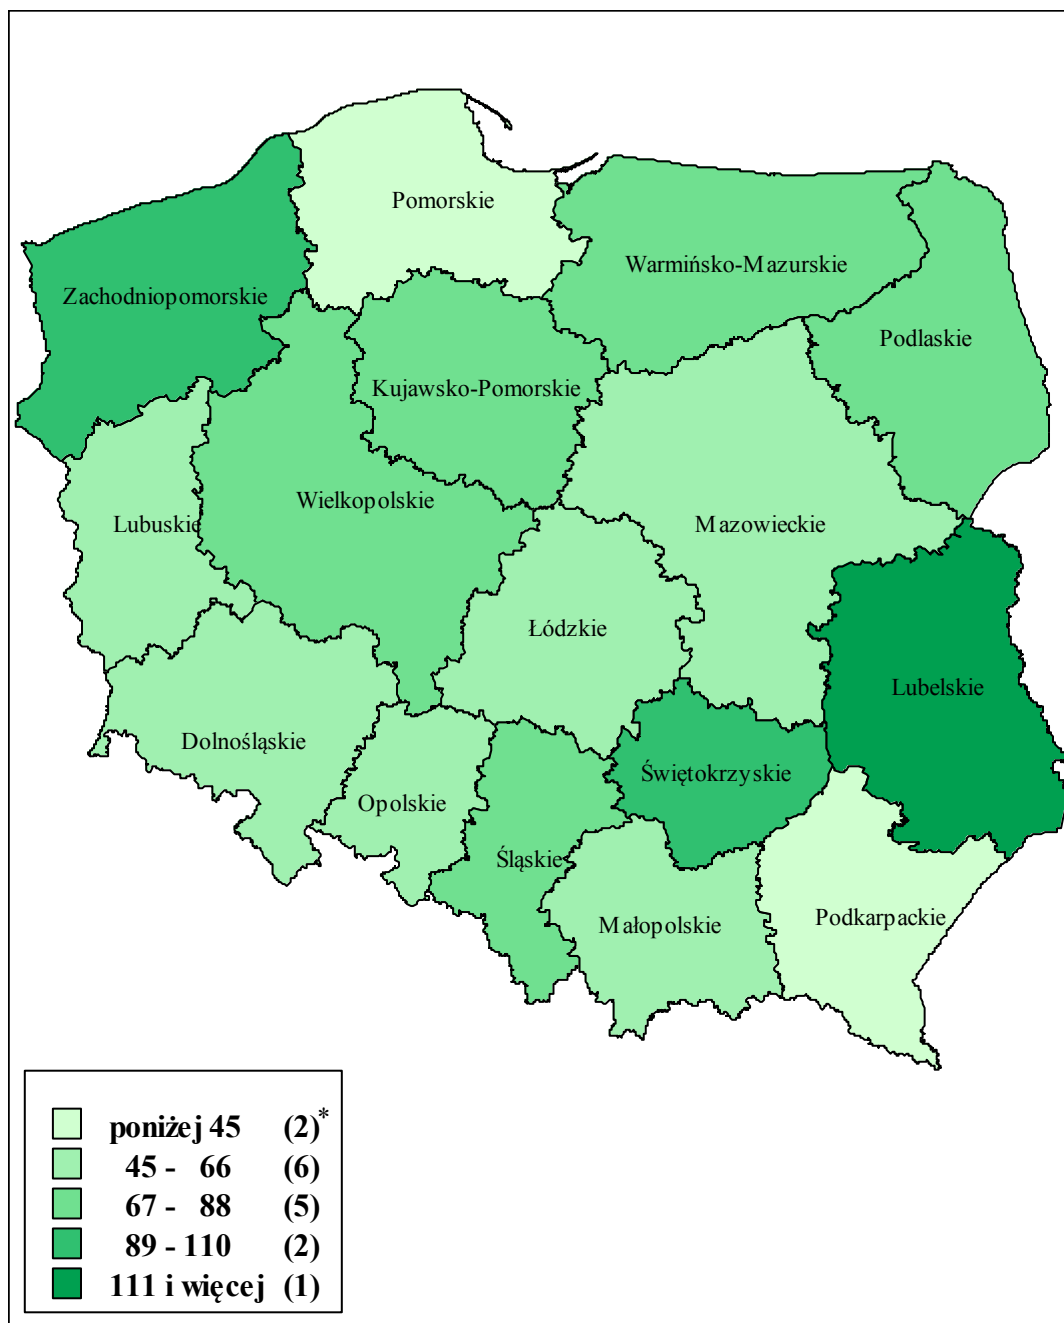 Pomorskie
Warmińsko-Mazurskie
Zachodniopomorskie
Podlaskie
Kujawsko-Pomorskie
Wielkopolskie
Lubuskie
Mazowieckie
Łódzkie
Lubelskie
Dolnośląskie
Świętokrzyskie
Opolskie
Śląskie
Małopolskie
Podkarpackie
poniżej 45 (2)*
45 - 66 (6)
67 - 88 (5)
89 - 110 (2)
111 i więcej (1)